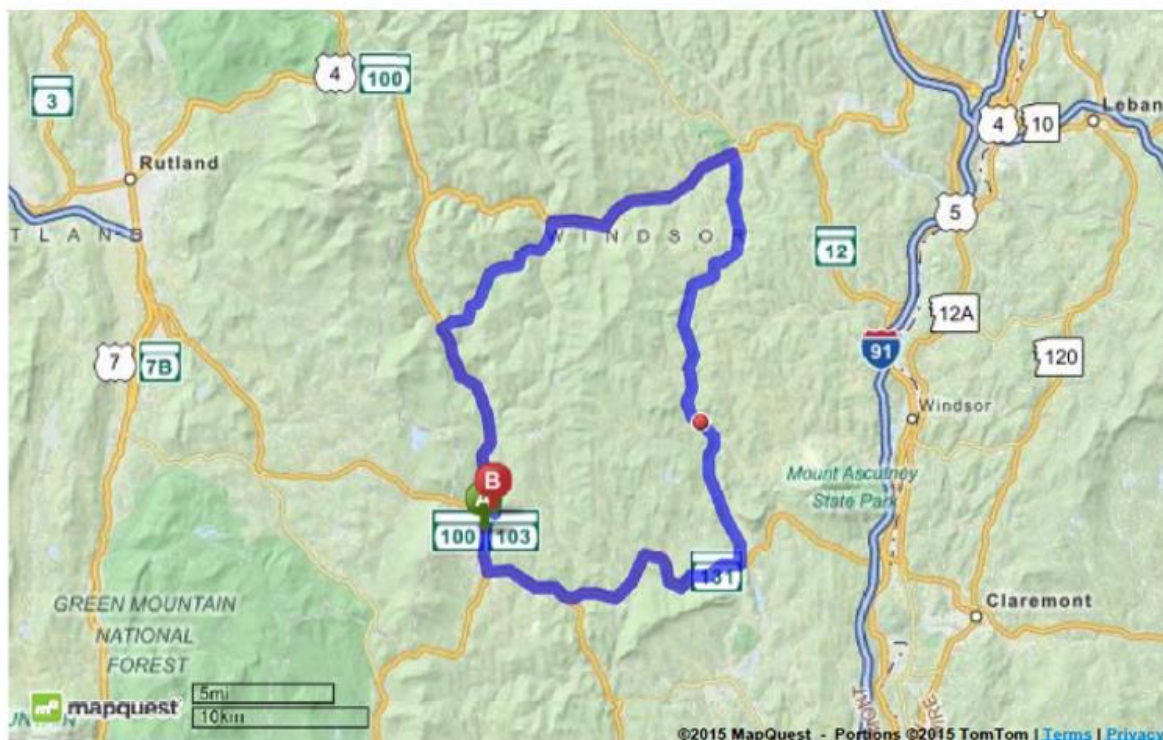 4
100
3
Leban
4
10
Rutland
5
TLAND
WINDSOR
12
12A
7
7B
91
120
Windsor
Mount Ascutney
State Park
B
A
100
103
131
Claremont
GREEN MOUNTAIN
NATIONAL
FOREST
5mi
10km
mapquest
©2015 MapQuest - Portions ©2015 TomTom | Terms | Privacy